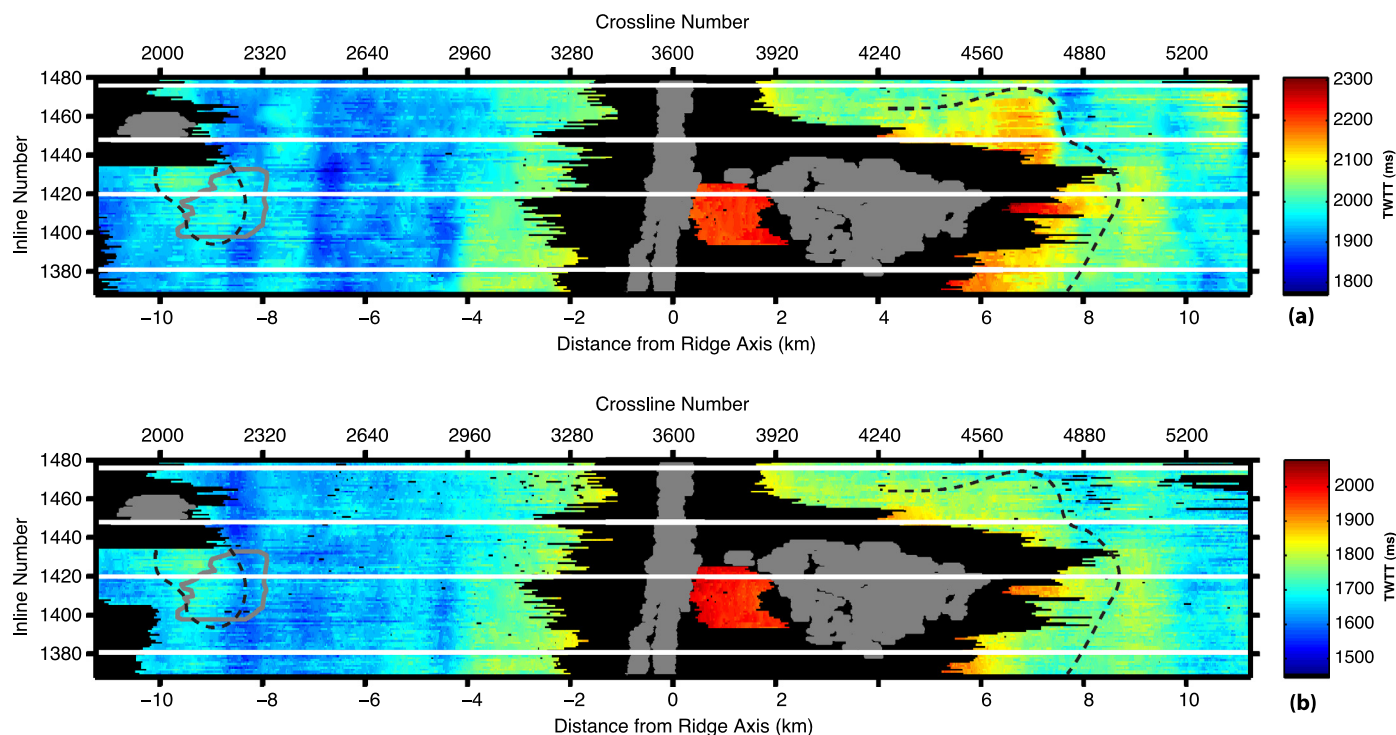 Crossline Number
2000 2320 2640 2960 3280 3600 3920 4240 4560 4880 5200
Inline Number
1480
1460
1440
1420
1400
1380
−10 −8 −6 −4 −2 0 2 4 6 8 10
Distance from Ridge Axis (km)
2300
2200
2100
2000
1900
1800
TWTT (ms)
(a)
Crossline Number
2000 2320 2640 2960 3280 3600 3920 4240 4560 4880 5200
Inline Number
1480
1460
1440
1420
1400
1380
−10 −8 −6 −4 −2 0 2 4 6 8 10
Distance from Ridge Axis (km)
2000
1900
1800
1700
1600
1500
TWTT (ms)
(b)